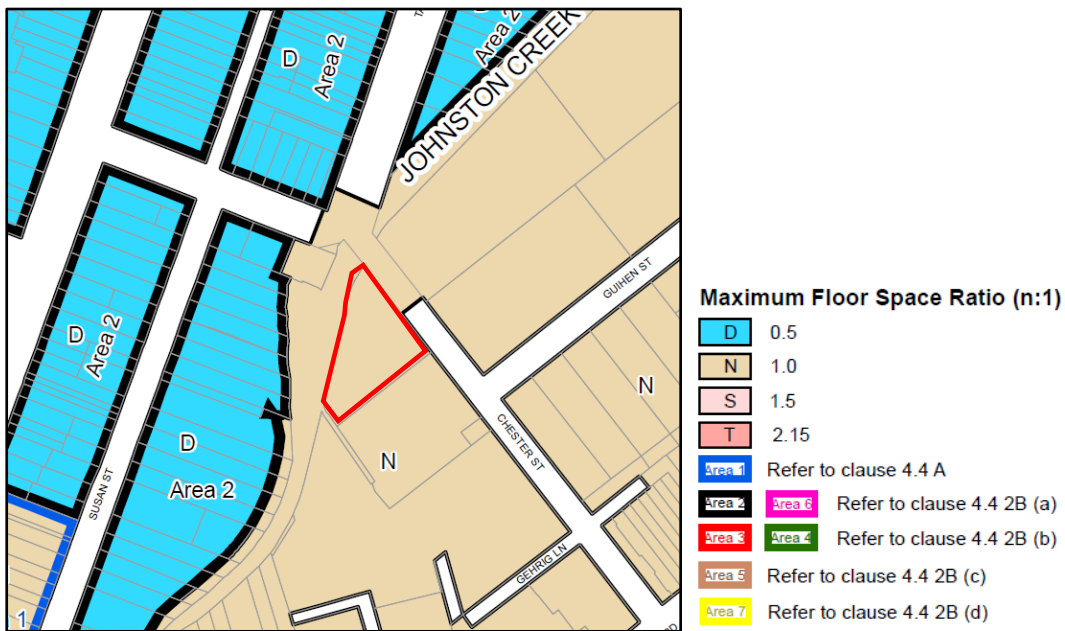 D
Area 2
D
Area 2
JOHNSTON CREEK
GUIHEN ST
D
Area 2
N
N
CHESTER ST
D
Area 2
SUSAN ST
GEHRIG LN
1
Maximum Floor Space Ratio (n:1)
D 0.5
N 1.0
S 1.5
T 2.15
Area 1 Refer to clause 4.4 A
Area 2 Area 6 Refer to clause 4.4 2B (a)
Area 3 Area 4 Refer to clause 4.4 2B (b)
Area 5 Refer to clause 4.4 2B (c)
Area 7 Refer to clause 4.4 2B (d)